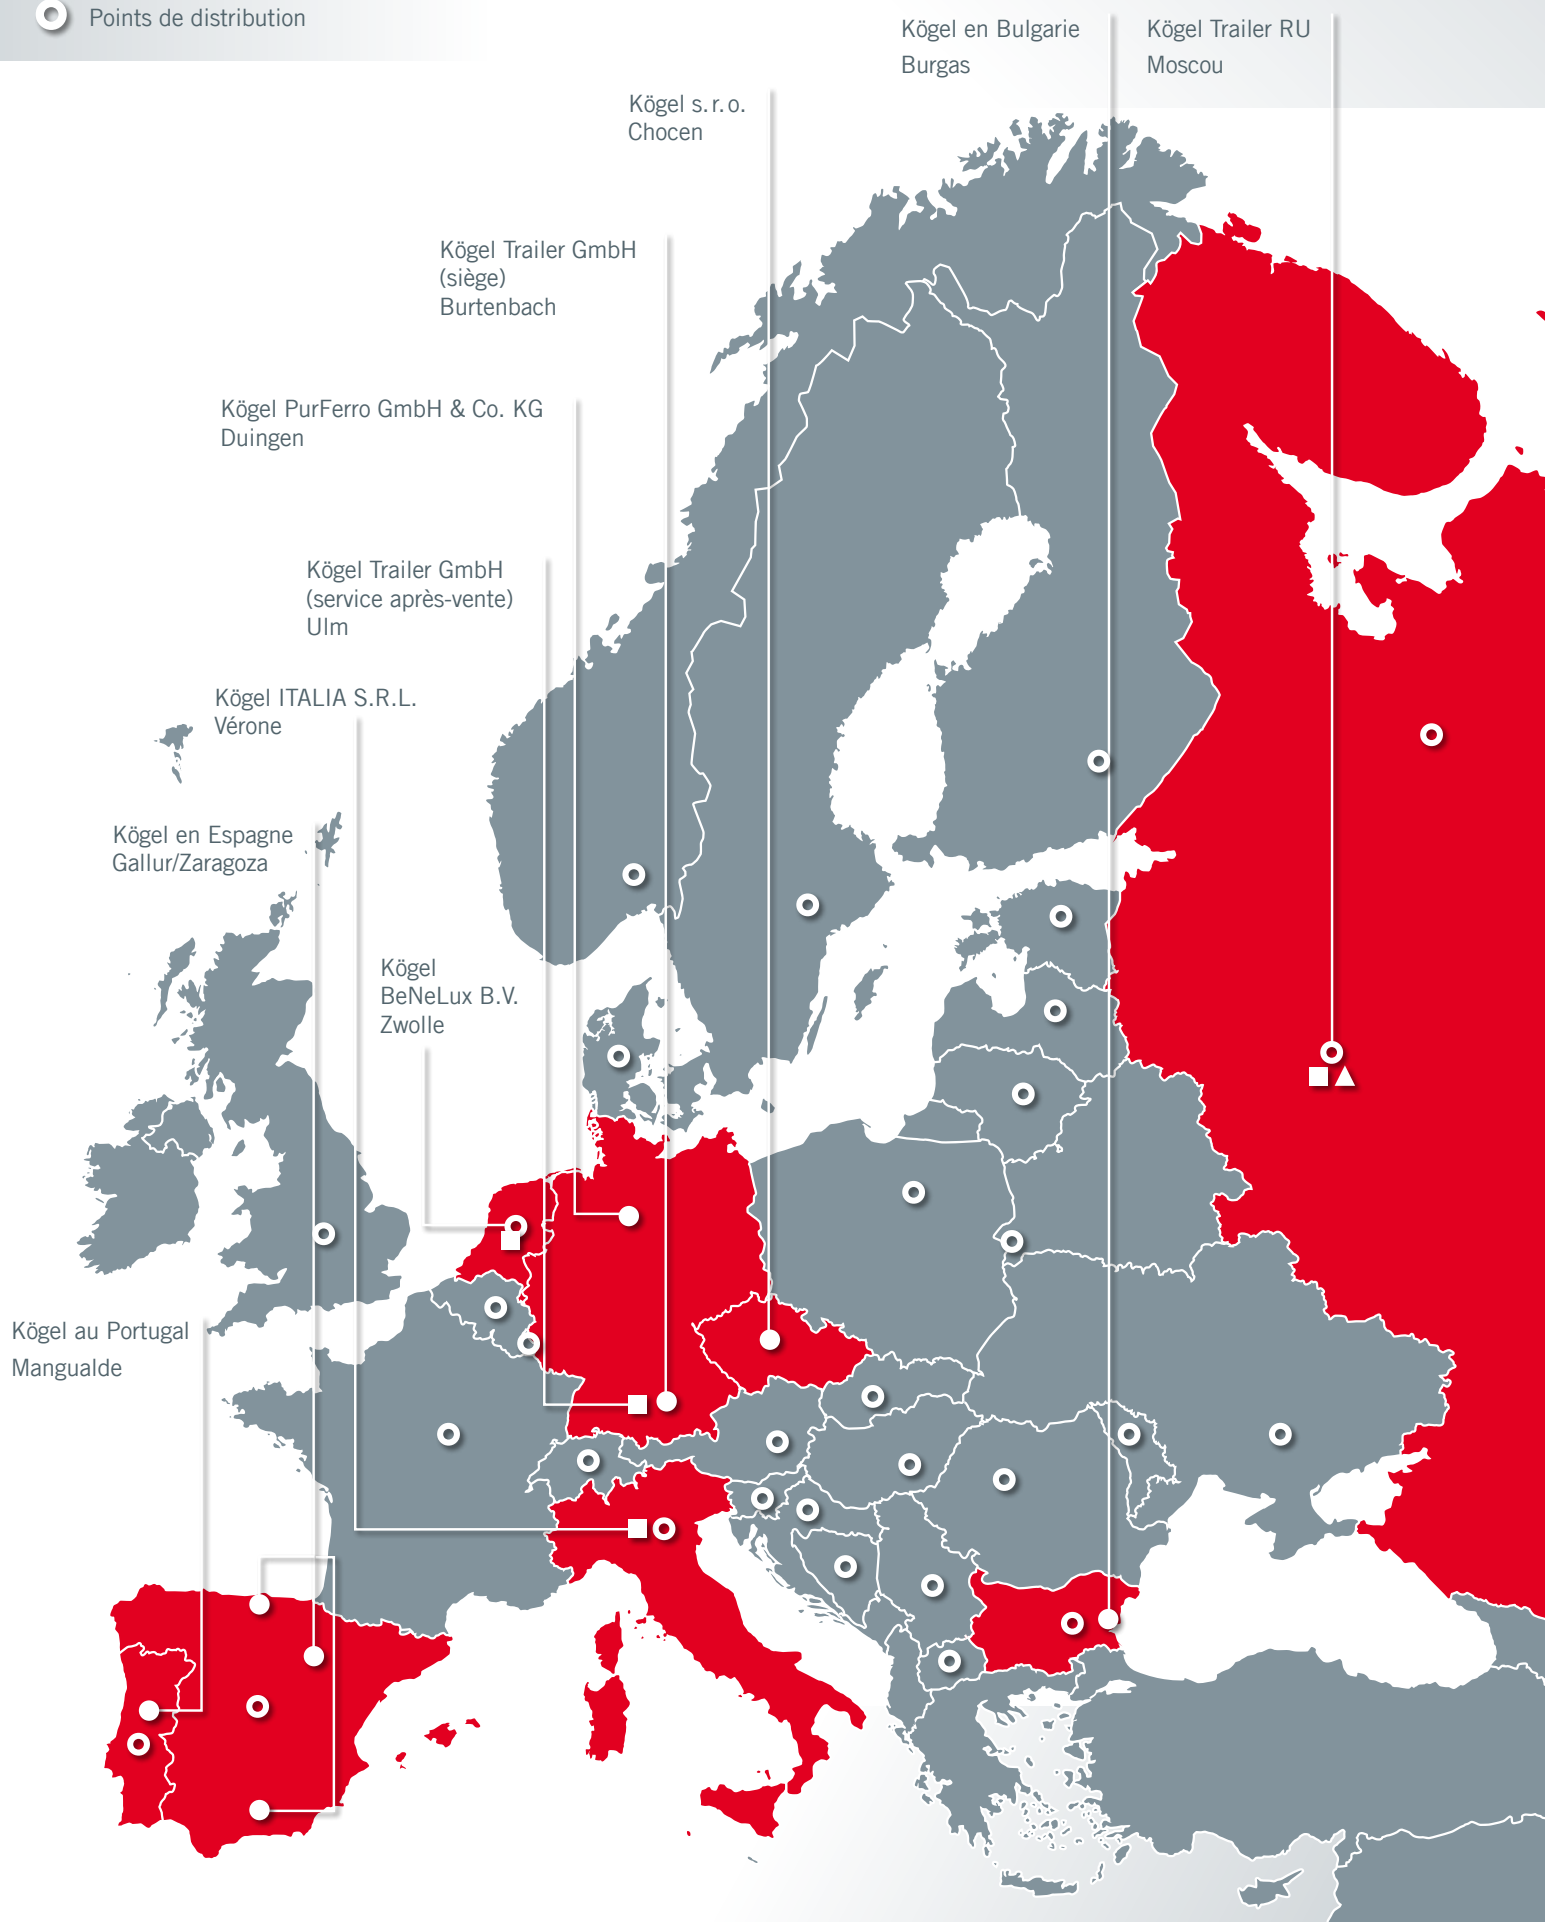 Points de distribution
Kögel en Bulgarie
Burgas
Kögel Trailer RU
Moscou
Kögel s.r.o.
Chocen
Kögel Trailer GmbH
(siège)
Burtenbach
Kögel PurFerro GmbH & Co. KG
Duingen
Kögel Trailer GmbH
(service après-vente)
Ulm
Kögel ITALIA S.R.L.
Vérone
Kögel en Espagne
Gallur/Zaragoza
Kögel
BeNeLux B.V.
Zwolle
Kögel au Portugal
Mangualde